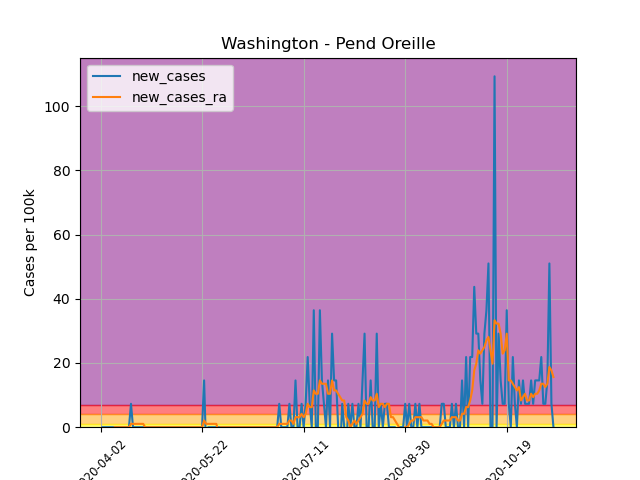 Washington - Pend Oreille
new_cases
new_cases_ra
Cases per 100k
100
80
60
40
20
0
020-04-02
020-05-22
020-07-11
020-08-30
020-10-19